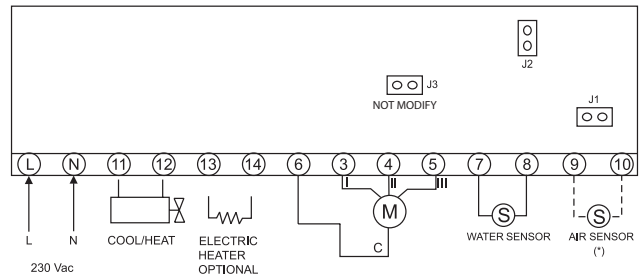 J2
J3
NOT MODIFY
J1
L N 11 12 13 14 6 3 4 5 7 8 9 10
I II III
M
S S
C
L N COOL/HEAT ELECTRIC HEATER OPTIONAL WATER SENSOR AIR SENSOR (*)
230 Vac